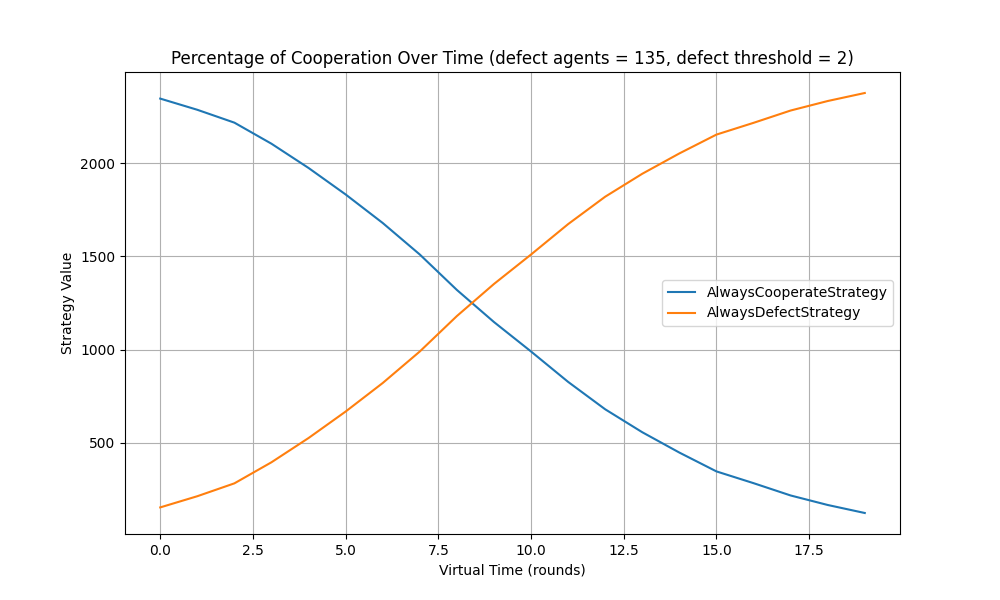 Percentage of Cooperation Over Time (defect agents = 135, defect threshold = 2)
Strategy Value
2000
1500
1000
500
AlwaysCooperateStrategy
AlwaysDefectStrategy
0.0 2.5 5.0 7.5 10.0 12.5 15.0 17.5
Virtual Time (rounds)